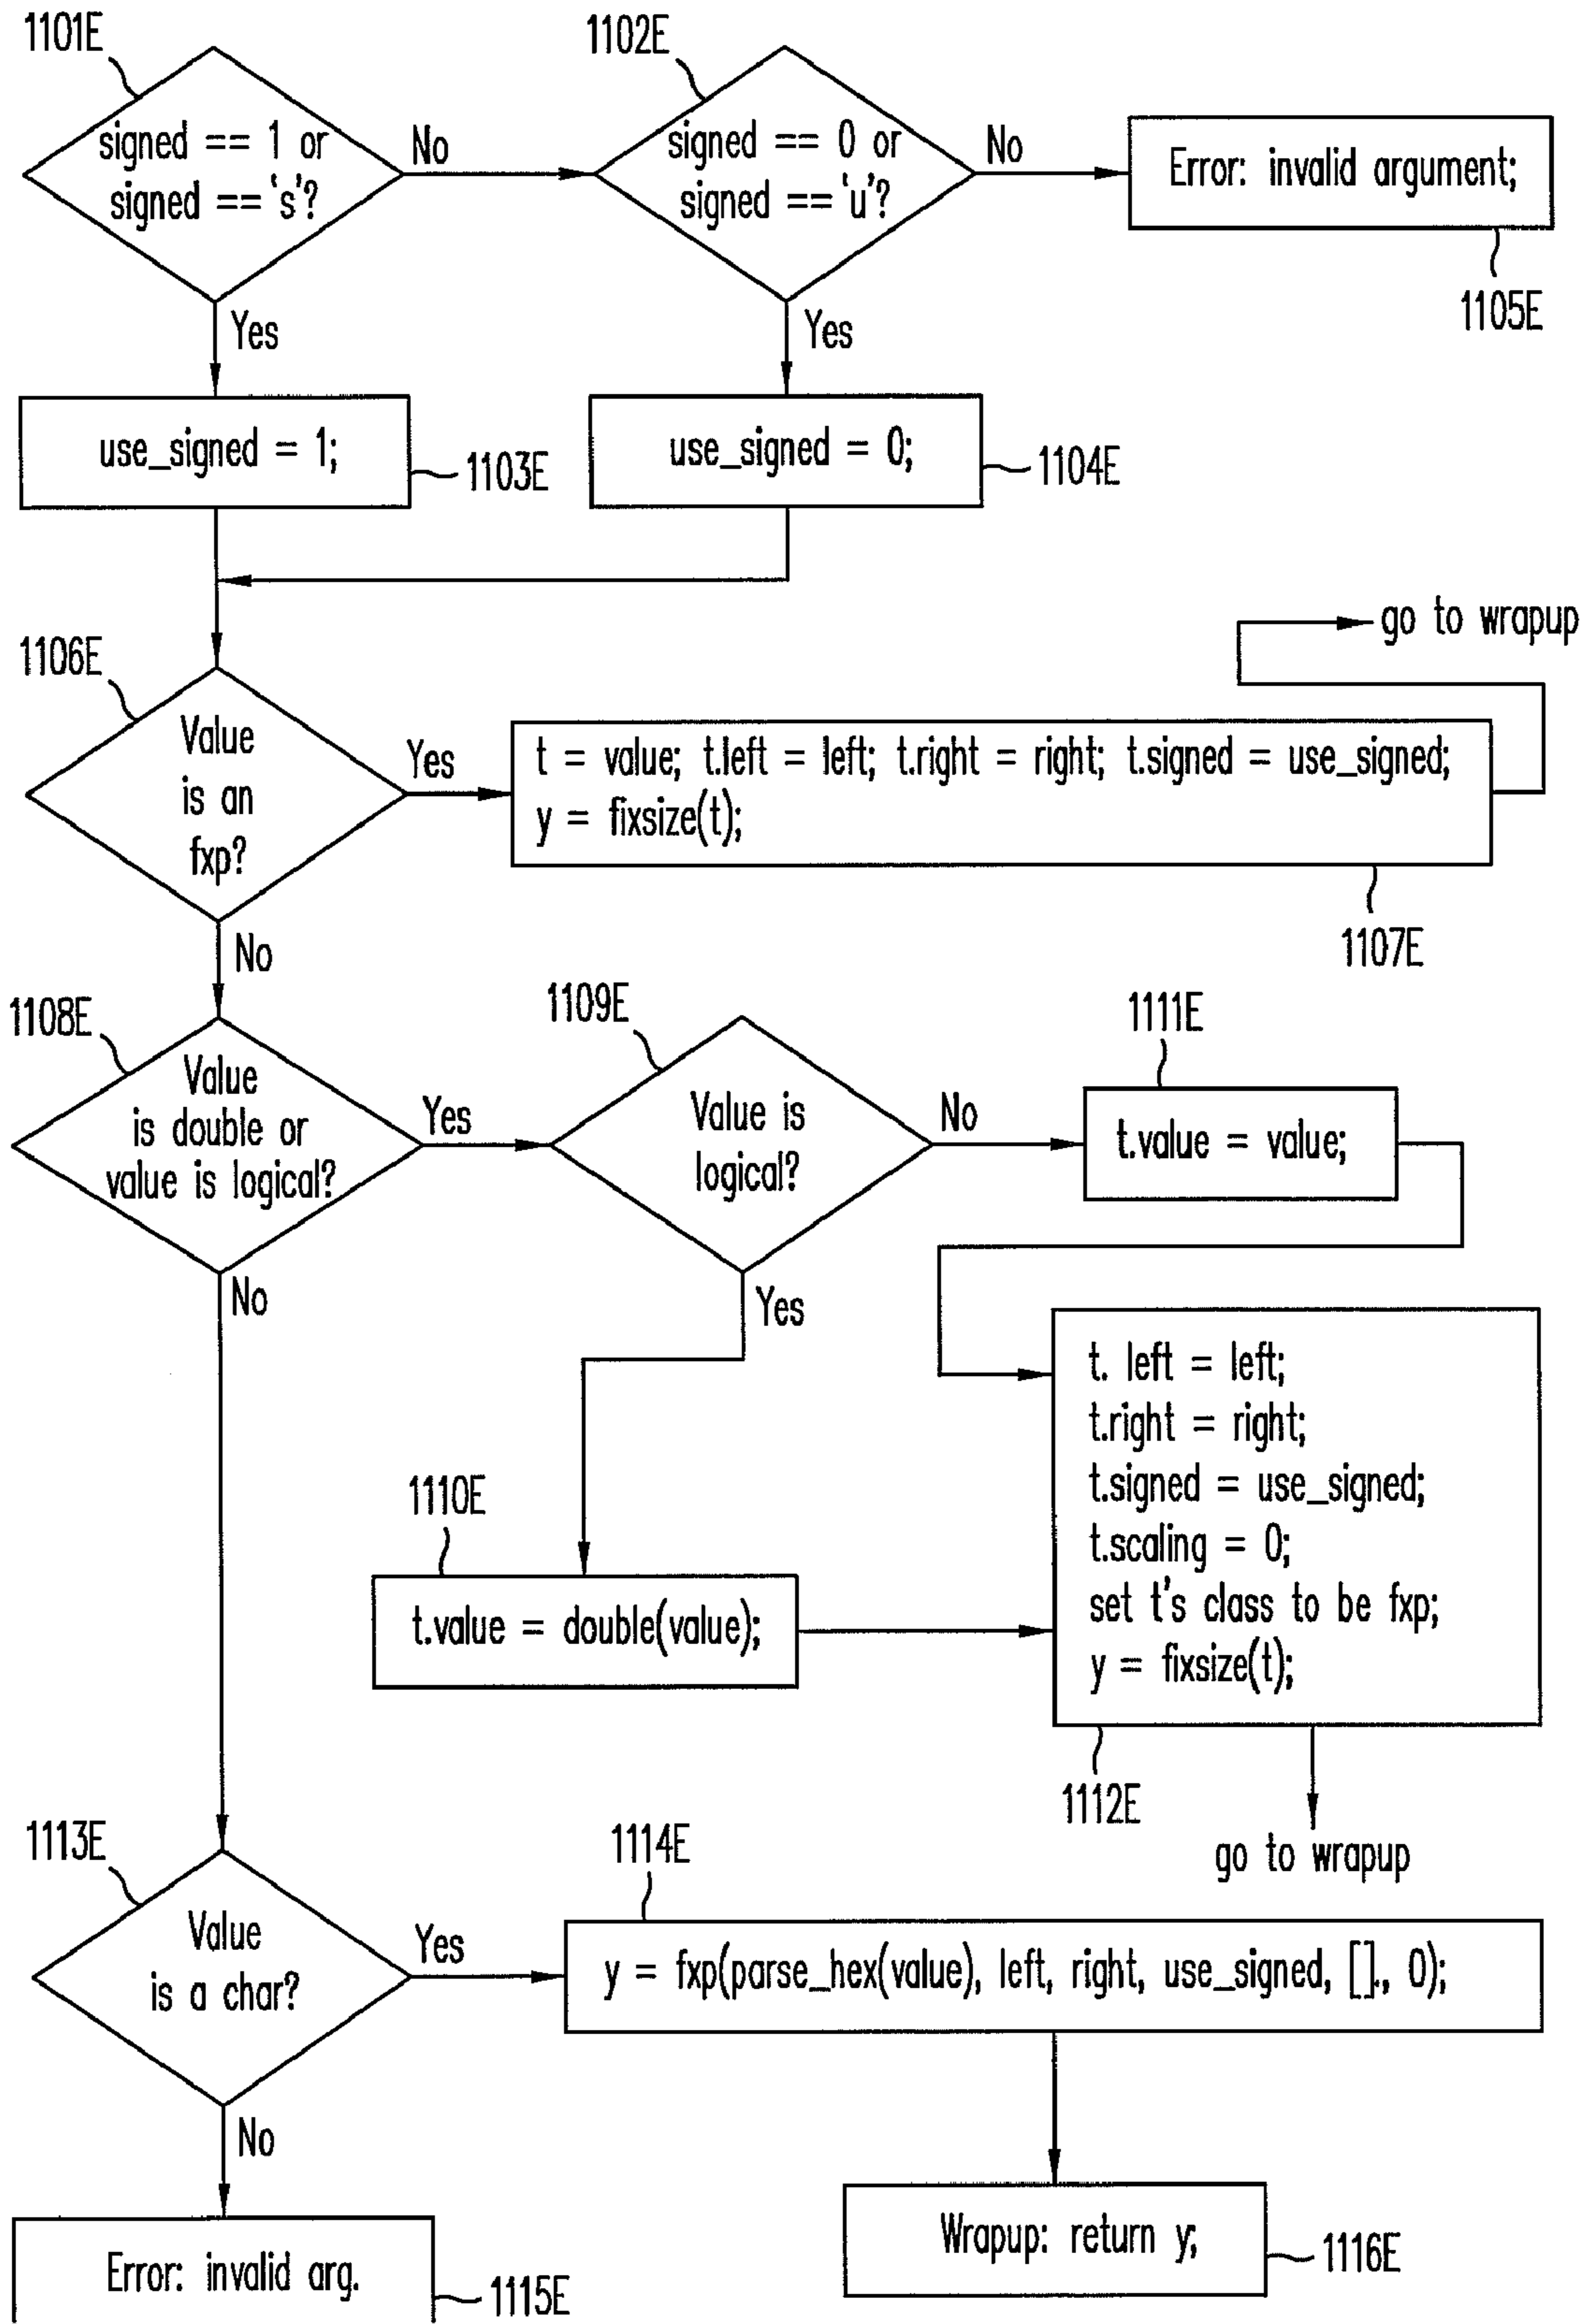 1101E
signed == 1 or
signed == 's'?
No
Yes
1102E
signed == 0 or
signed == 'u'?
No
Yes
Error: invalid argument;
1105E
use_signed = 1;
1103E
use_signed = 0;
1104E
go to wrapup
1106E
Value
is an
fxp?
Yes
No
t = value; t.left = left; t.right = right; t.signed = use_signed;
y = fixsize(t);
1107E
1108E
Value
is double or
value is logical?
Yes
No
1109E
Value is
logical?
No
Yes
1111E
t.value = value;
1110E
t.value = double(value);
t. left = left;
t.right = right;
t.signed = use_signed;
t.scaling = 0;
set t's class to be fxp;
y = fixsize(t);
1112E
go to wrapup
1113E
Value
is a char?
Yes
No
1114E
y = fxp(parse_hex(value), left, right, use_signed, [], 0);
Wrapup: return y;
1116E
Error: invalid arg.
1115E